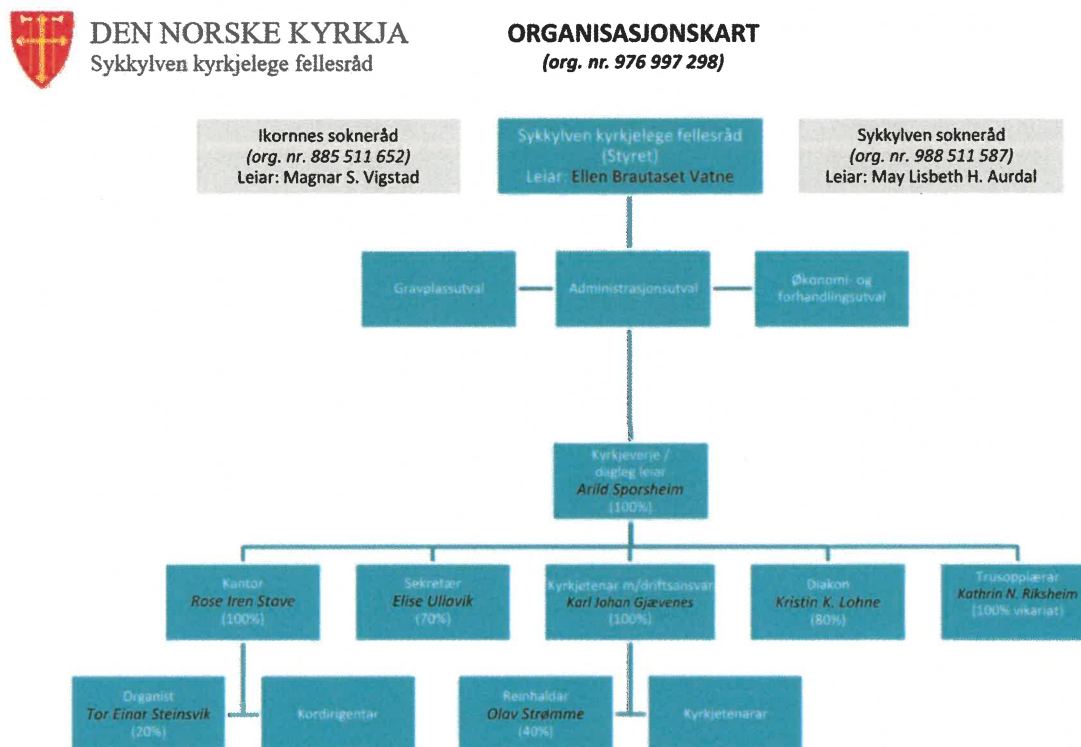 DEN NORSKE KYRKJA
Sykkylven kyrkjelege fellesråd
ORGANISASJONSKART
(org. nr. 976 997 298)
Ikornnes sokneråd
(org. nr. 885 511 652)
Leiar: Magnar S. Vigstad
Sykkylven kyrkjelege fellesråd
(Styret)
Leiar: Ellen Brautaset Vatne
Sykkylven sokneråd
(org. nr. 988 511 587)
Leiar: May Lisbeth H. Aurdal
Gravplassutval
Administrasjonsutval
Økonomi- og
forhandlingsutval
Kyrkjeverje /
dagleg leiar
Arild Sporsheim
(100%)
Kantor
Rose Iren Stave
(100%)
Sekretær
Elise Ullavik
(70%)
Kyrkjetenar m/driftsansvar
Karl Johan Gjævenes
(100%)
Diakon
Kristin K. Lohne
(80%)
Trusopplærar
Kathrin N. Riksheim
(100% vikariat)
Organist
Tor Einar Steinsvik
(20%)
Kordirigentar
Reinhaldar
Olav Strømme
(40%)
Kyrkjetenarar